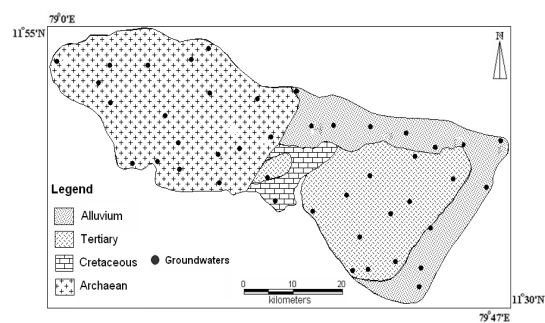 79°0'E
11°55'N
N
Legend
Alluvium
Tertiary
Cretaceous
Archaean
Groundwaters
0 10 20
kilometers
11°30'N
79°47'E